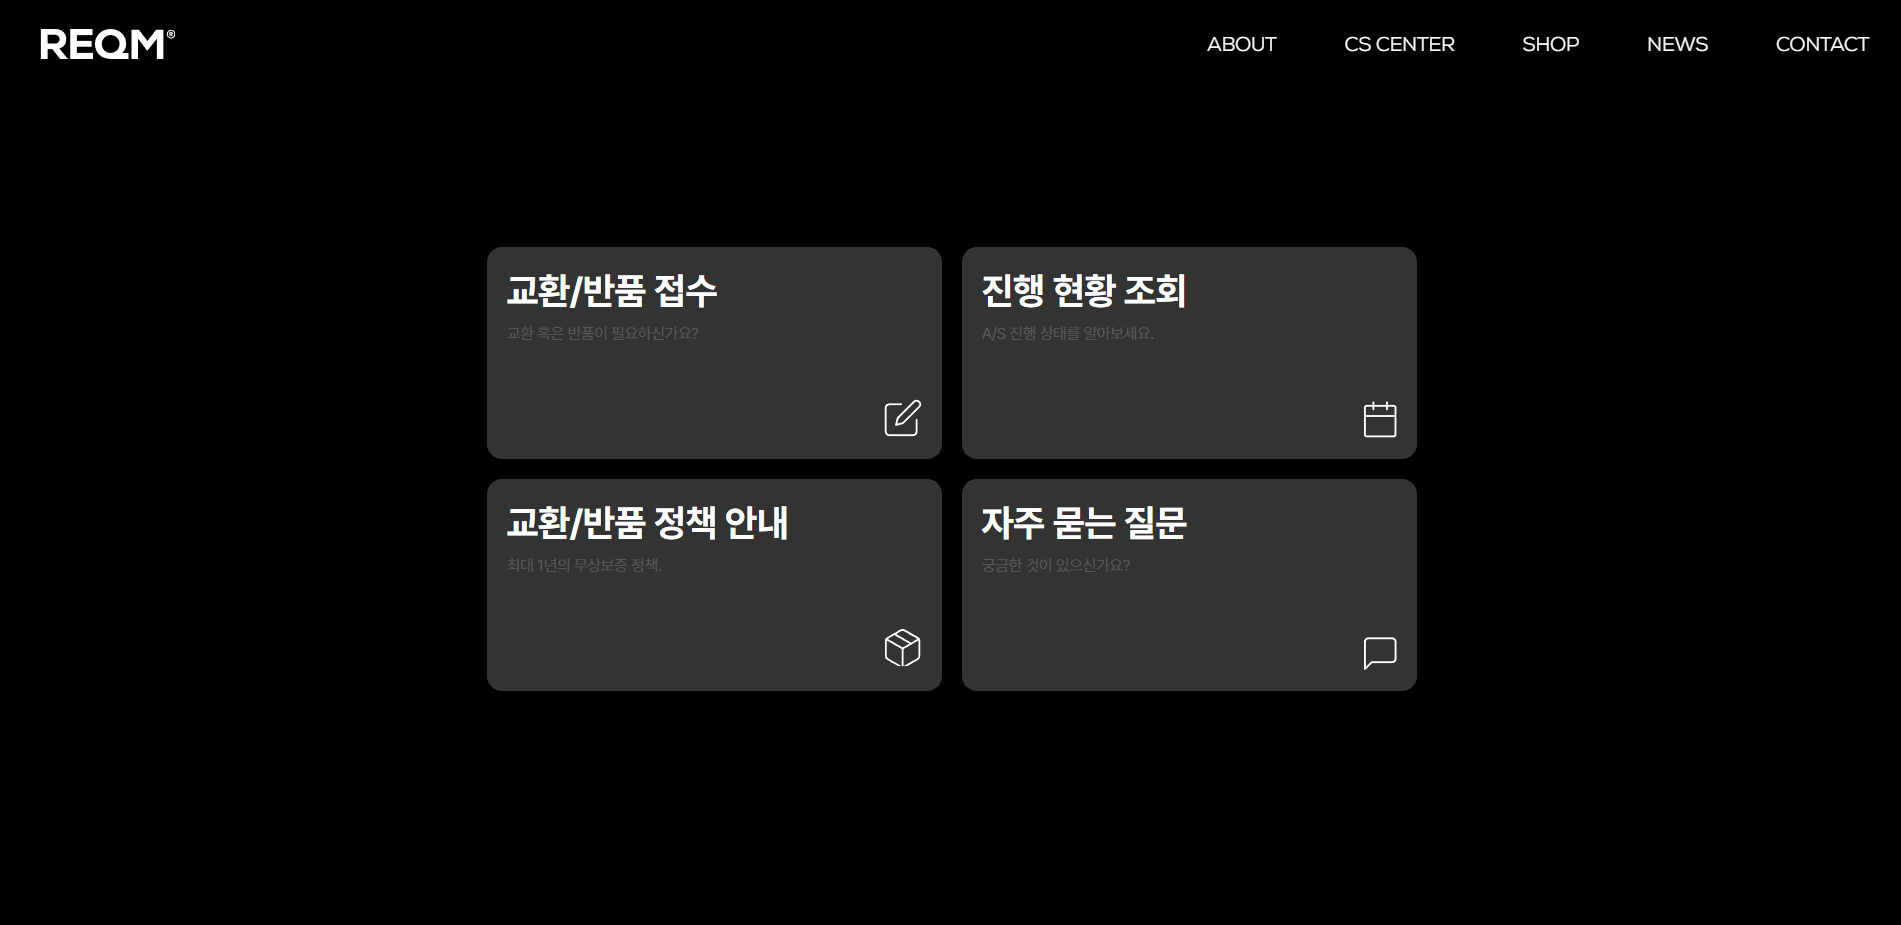 REQM®
ABOUT
CS CENTER
SHOP
NEWS
CONTACT
교환/반품 접수
교환 혹은 반품이 필요하신가요?
진행 현황 조회
A/S 진행 상태를 알아보세요.
교환/반품 정책 안내
최대 1년의 무상보증 정책.
자주 묻는 질문
궁금한 것이 있으신가요?